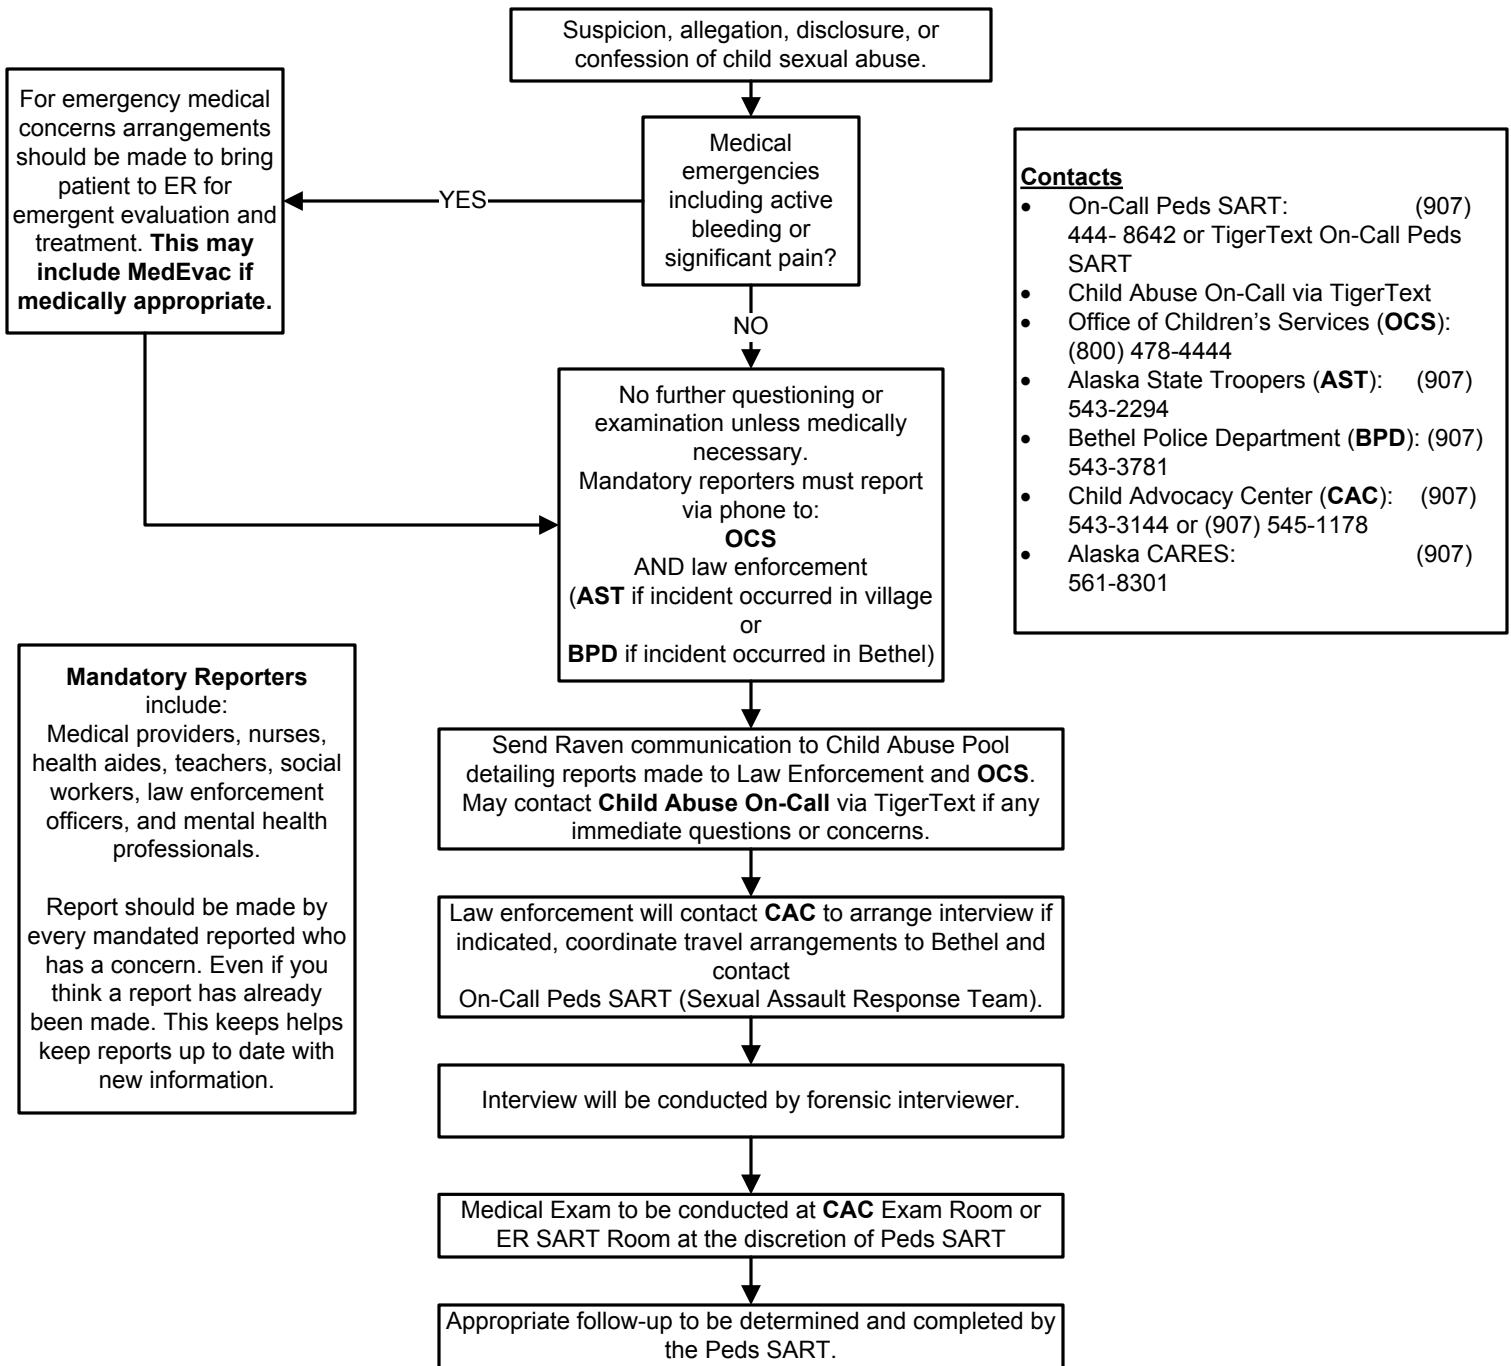 Suspicion, allegation, disclosure, or
confession of child sexual abuse.
For emergency medical
concerns arrangements
should be made to bring
patient to ER for
emergent evaluation and
treatment. This may
include MedEvac if
medically appropriate.
YES
Medical
emergencies
including active
bleeding or
significant pain?
NO
Contacts
• On-Call Peds SART: (907)
444- 8642 or TigerText On-Call Peds
SART
• Child Abuse On-Call via TigerText
• Office of Children’s Services (OCS):
(800) 478-4444
• Alaska State Troopers (AST): (907)
543-2294
• Bethel Police Department (BPD): (907)
543-3781
• Child Advocacy Center (CAC): (907)
543-3144 or (907) 545-1178
• Alaska CARES: (907)
561-8301
No further questioning or
examination unless medically
necessary.
Mandatory reporters must report
via phone to:
OCS
AND law enforcement
(AST if incident occurred in village
or
BPD if incident occurred in Bethel)
Mandatory Reporters
include:
Medical providers, nurses,
health aides, teachers, social
workers, law enforcement
officers, and mental health
professionals.
Report should be made by
every mandated reported who
has a concern. Even if you
think a report has already
been made. This keeps helps
keep reports up to date with
new information.
Send Raven communication to Child Abuse Pool
detailing reports made to Law Enforcement and OCS.
May contact Child Abuse On-Call via TigerText if any
immediate questions or concerns.
Law enforcement will contact CAC to arrange interview if
indicated, coordinate travel arrangements to Bethel and
contact
On-Call Peds SART (Sexual Assault Response Team).
Interview will be conducted by forensic interviewer.
Medical Exam to be conducted at CAC Exam Room or
ER SART Room at the discretion of Peds SART
Appropriate follow-up to be determined and completed by
the Peds SART.